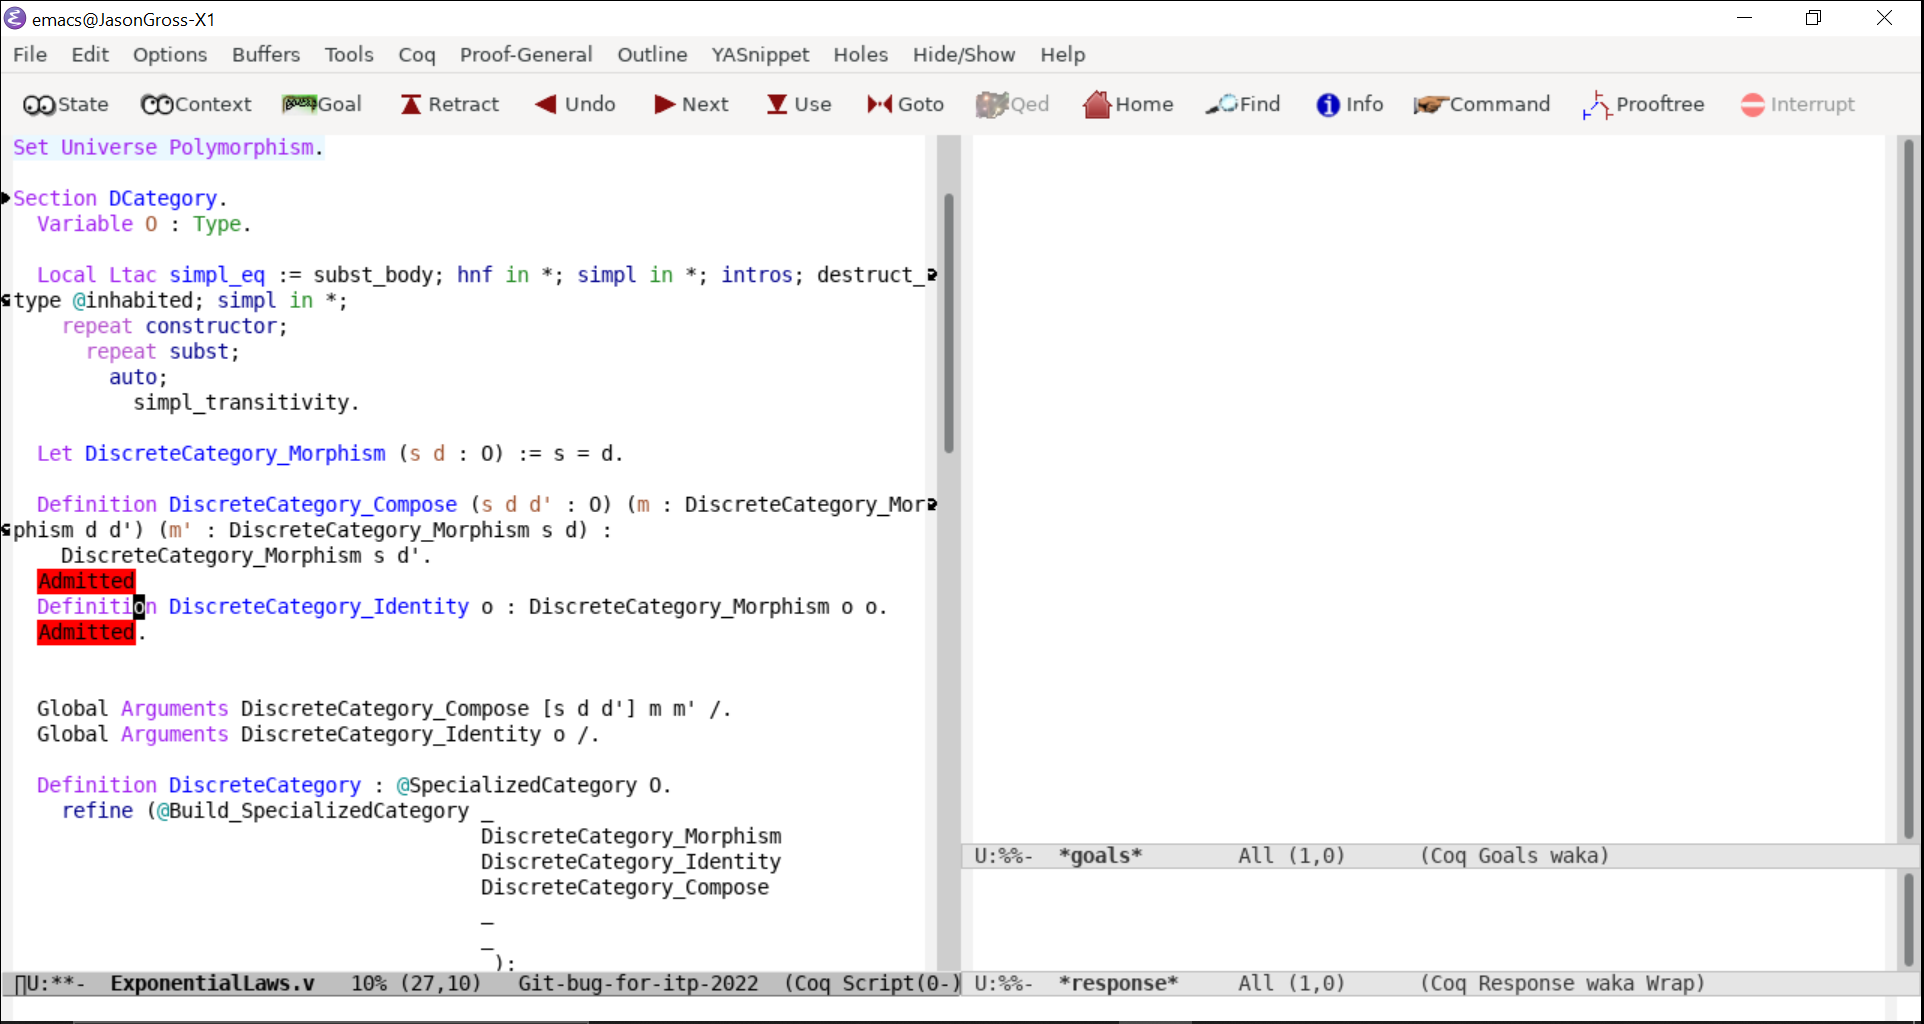 emacs@JasonGross-X1
File Edit Options Buffers Tools Coq Proof-General Outline YASnippet Holes Hide/Show Help
State Context Goal Retract Undo Next Use Goto Qed Home Find Info Command Prooftree Interrupt
Set Universe Polymorphism.
Section DCategory.
Variable O : Type.
Local Ltac simpl_eq := subst_body; hnf in *; simpl in *; intros; destruct_
type @inhabited; simpl in *;
repeat constructor;
repeat subst;
auto;
simpl_transitivity.
Let DiscreteCategory_Morphism (s d : O) := s = d.
Definition DiscreteCategory_Compose (s d d' : O) (m : DiscreteCategory_Mor
phism d d') (m' : DiscreteCategory_Morphism s d) :
DiscreteCategory_Morphism s d'.
Admitted
Definition DiscreteCategory_Identity o : DiscreteCategory_Morphism o o.
Admitted.
Global Arguments DiscreteCategory_Compose [s d d'] m m' /.
Global Arguments DiscreteCategory_Identity o /.
Definition DiscreteCategory : @SpecializedCategory O.
refine (@Build_SpecializedCategory _
DiscreteCategory_Morphism
DiscreteCategory_Identity
DiscreteCategory_Compose
_
_
);
U:**- ExponentialLaws.v 10% (27,10) Git-bug-for-itp-2022 (Coq Script(0-)
U:%%- *goals* All (1,0) (Coq Goals waka)
U:%%- *response* All (1,0) (Coq Response waka Wrap)